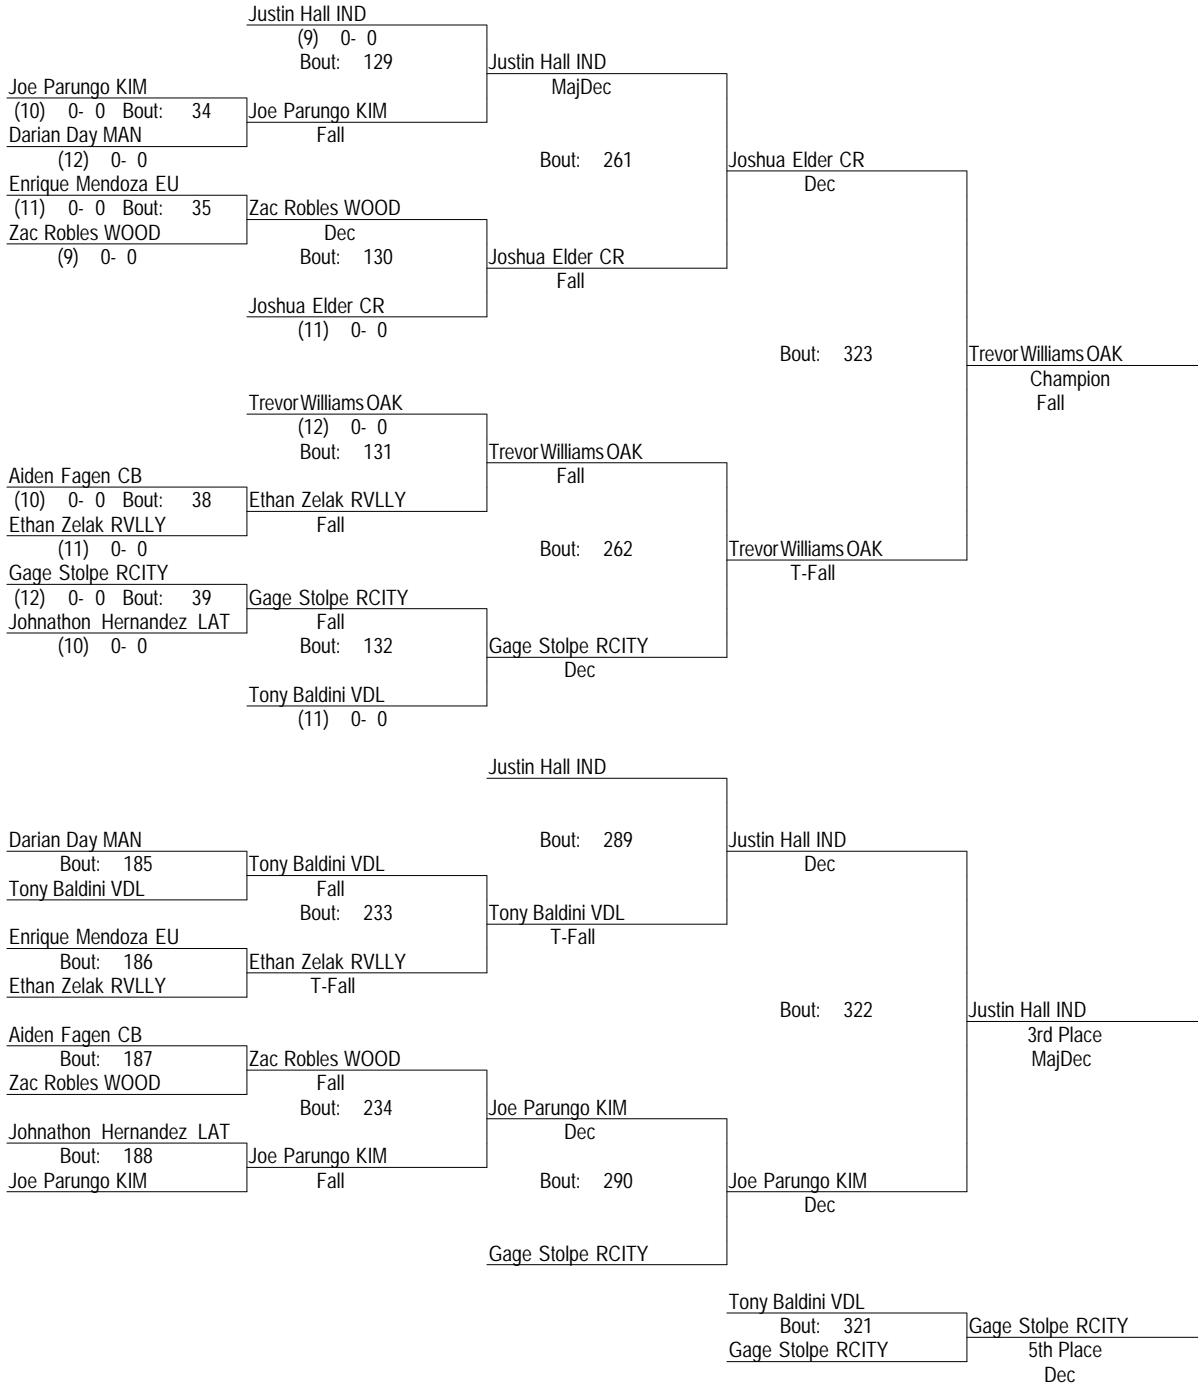 Justin Hall IND
(9) 0- 0
Bout: 129
Justin Hall IND
MajDec
Joe Parungo KIM
(10) 0- 0 Bout: 34
Joe Parungo KIM
Fall
Darian Day MAN
(12) 0- 0
Bout: 261
Joshua Elder CR
Dec
Enrique Mendoza EU
(11) 0- 0 Bout: 35
Zac Robles WOOD
Dec
Zac Robles WOOD
(9) 0- 0
Bout: 130
Joshua Elder CR
Fall
Joshua Elder CR
(11) 0- 0
Bout: 323
Trevor Williams OAK
Champion
Fall
Trevor Williams OAK
(12) 0- 0
Bout: 131
Trevor Williams OAK
Fall
Aiden Fagen CB
(10) 0- 0 Bout: 38
Ethan Zelak RVLLY
Fall
Ethan Zelak RVLLY
(11) 0- 0
Bout: 262
Trevor Williams OAK
T-Fall
Gage Stolpe RCITY
(12) 0- 0 Bout: 39
Gage Stolpe RCITY
Fall
Johnathon Hernandez LAT
(10) 0- 0
Bout: 132
Gage Stolpe RCITY
Dec
Tony Baldini VDL
(11) 0- 0
Justin Hall IND
Darian Day MAN
Bout: 289
Justin Hall IND
Dec
Bout: 185
Tony Baldini VDL
Fall
Tony Baldini VDL
Bout: 233
Tony Baldini VDL
T-Fall
Enrique Mendoza EU
Bout: 186
Ethan Zelak RVLLY
T-Fall
Ethan Zelak RVLLY
Bout: 322
Justin Hall IND
3rd Place
MajDec
Aiden Fagen CB
Bout: 187
Zac Robles WOOD
Fall
Zac Robles WOOD
Bout: 234
Joe Parungo KIM
Dec
Johnathon Hernandez LAT
Bout: 188
Joe Parungo KIM
Fall
Joe Parungo KIM
Bout: 290
Joe Parungo KIM
Dec
Gage Stolpe RCITY
Tony Baldini VDL
Bout: 321
Gage Stolpe RCITY
Gage Stolpe RCITY
5th Place
Dec